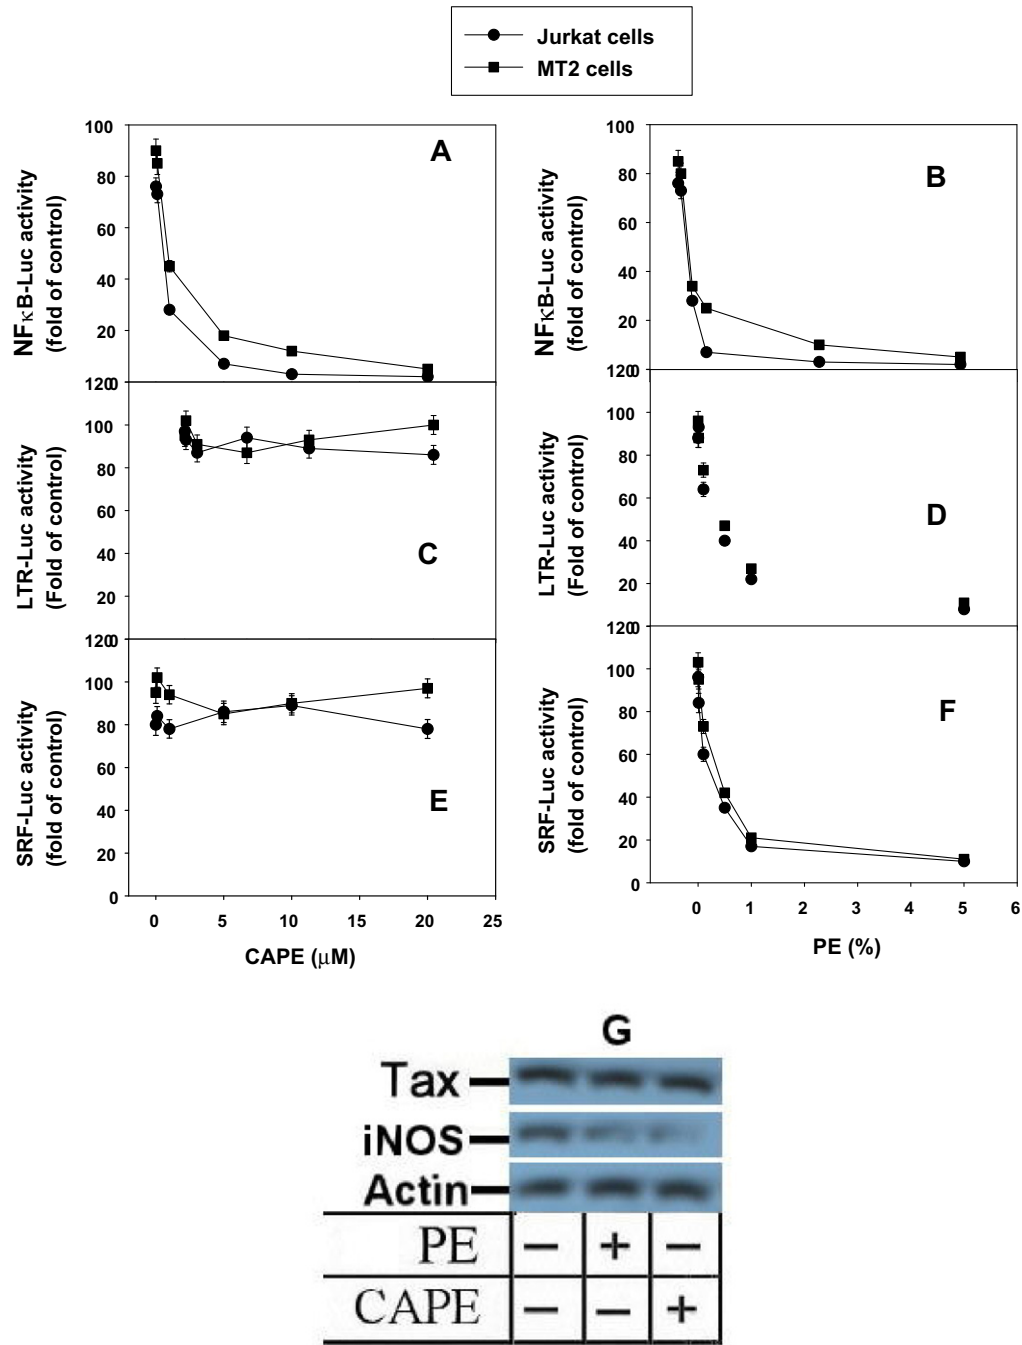 Jurkat cells
MT2 cells
A
NFκB-Luc activity
(fold of control)
100
80
60
40
20
0
B
NFκB-Luc activity
(fold of control)
100
80
60
40
20
0
C
LTR-Luc activity
(Fold of control)
120
100
80
60
40
20
0
D
LTR-Luc activity
(Fold of control)
120
100
80
60
40
20
0
E
SRF-Luc activity
(fold of control)
120
100
80
60
40
20
0
0 5 10 15 20 25
CAPE (μM)
F
SRF-Luc activity
(fold of control)
120
100
80
60
40
20
0
0 1 2 3 4 5 6
PE (%)
G
Tax
iNOS
Actin
PE − + −
CAPE − − +